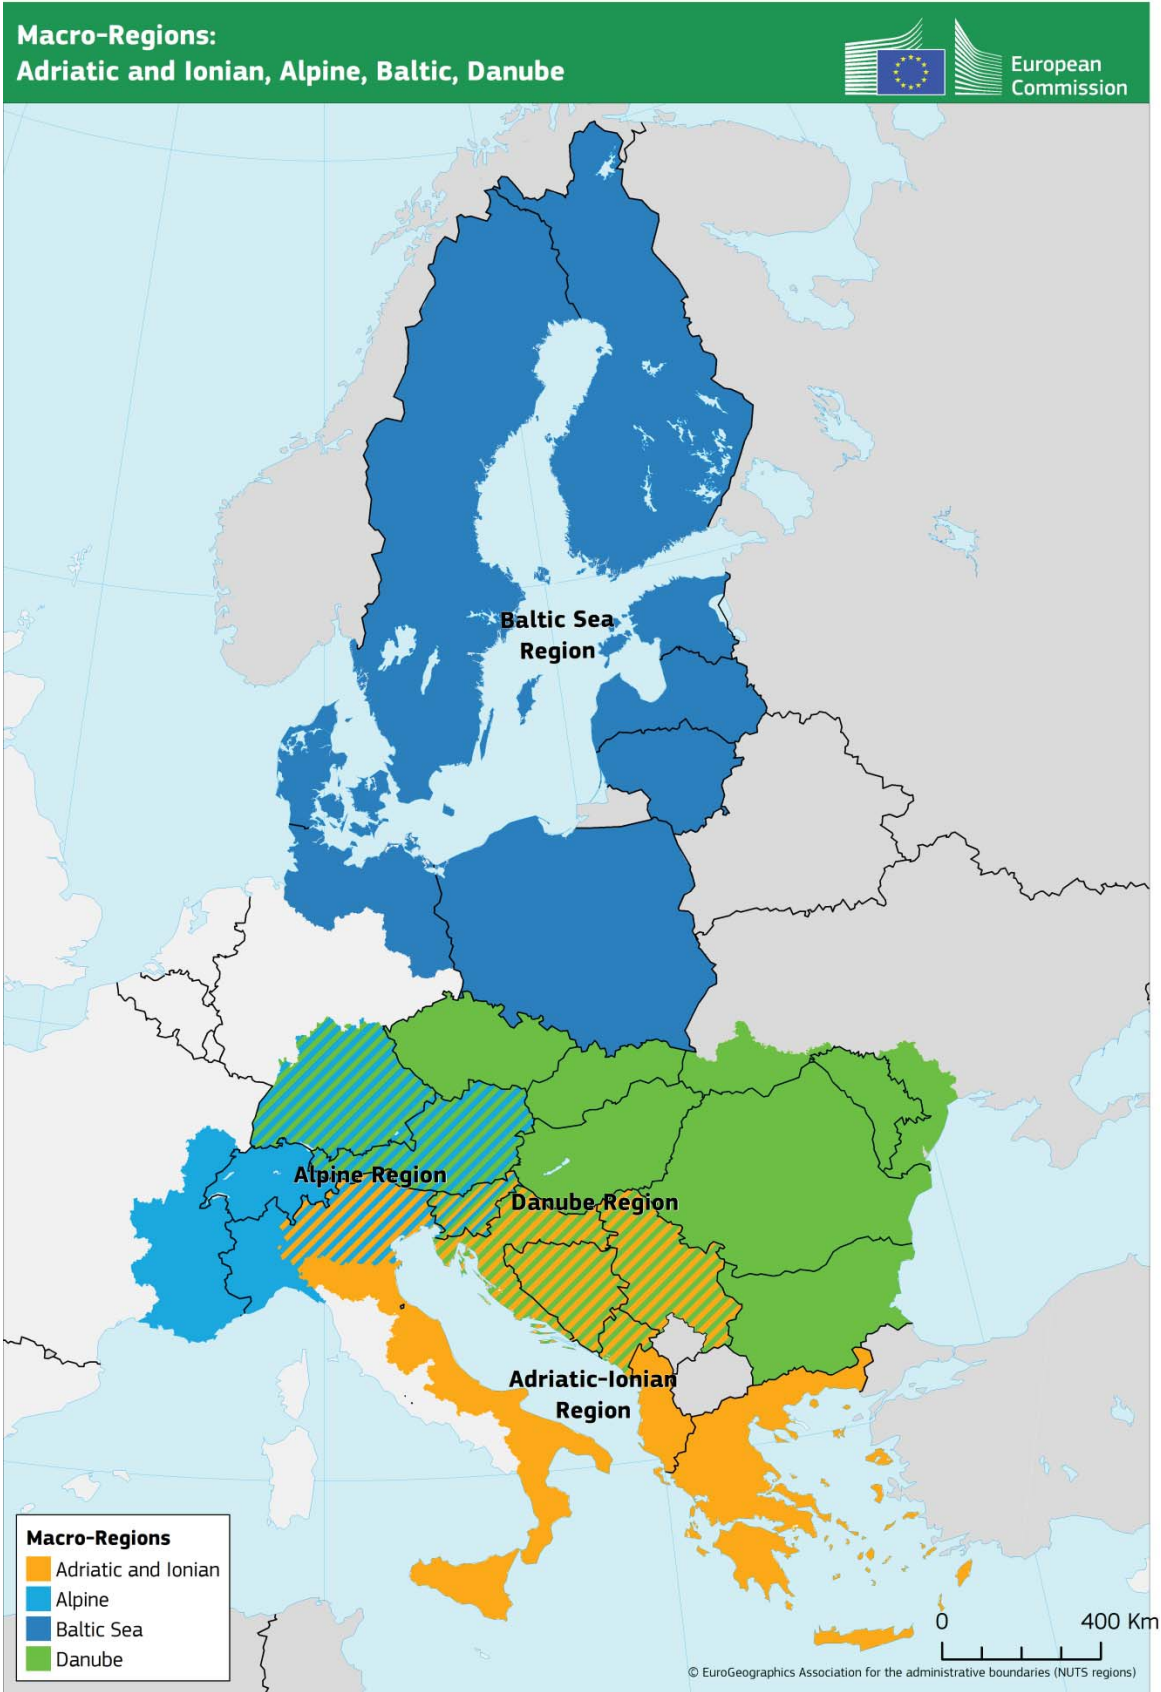 Macro-Regions:
Adriatic and Ionian, Alpine, Baltic, Danube
European
Commission
Baltic Sea
Region
Alpine Region
Danube Region
Adriatic-Ionian
Region
Macro-Regions
Adriatic and Ionian
Alpine
Baltic Sea
Danube
0 400 Km
© EuroGeographics Association for the administrative boundaries (NUTS regions)